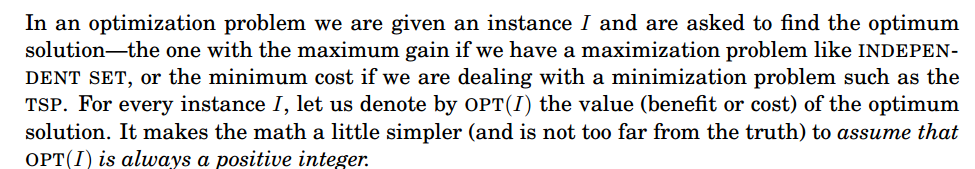 In an optimization problem we are given an instance I and are asked to find the optimum
solution—the one with the maximum gain if we have a maximization problem like INDEPEN-
DENT SET, or the minimum cost if we are dealing with a minimization problem such as the
TSP. For every instance I, let us denote by OPT(I) the value (benefit or cost) of the optimum
solution. It makes the math a little simpler (and is not too far from the truth) to assume that
OPT(I) is always a positive integer.